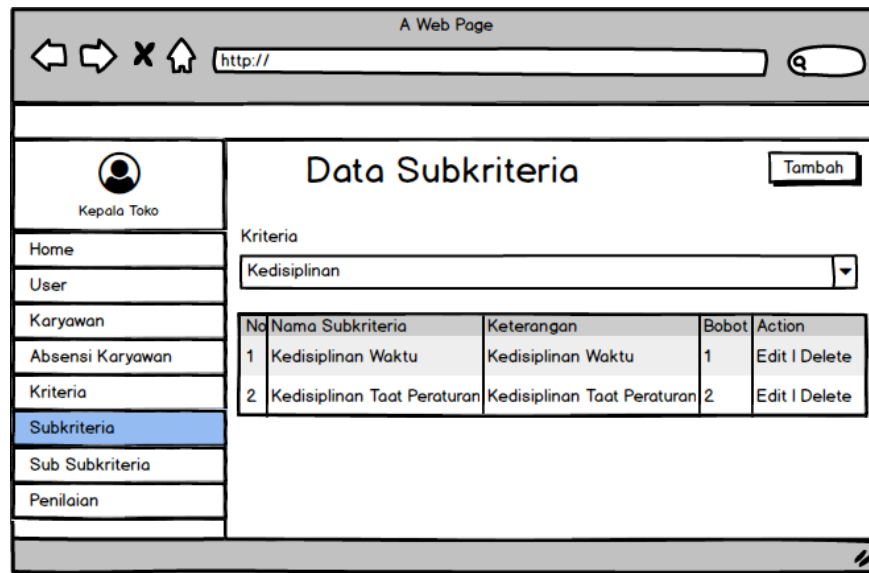 A Web Page
http://
Kepala Toko
Home
User
Karyawan
Absensi Karyawan
Kriteria
Subkriteria
Sub Subkriteria
Penilaian
Data Subkriteria
Tambah
Kriteria
Kedisiplinan
No Nama Subkriteria Keterangan Bobot Action
1 Kedisiplinan Waktu Kedisiplinan Waktu 1 Edit | Delete
2 Kedisiplinan Taat Peraturan Kedisiplinan Taat Peraturan 2 Edit | Delete